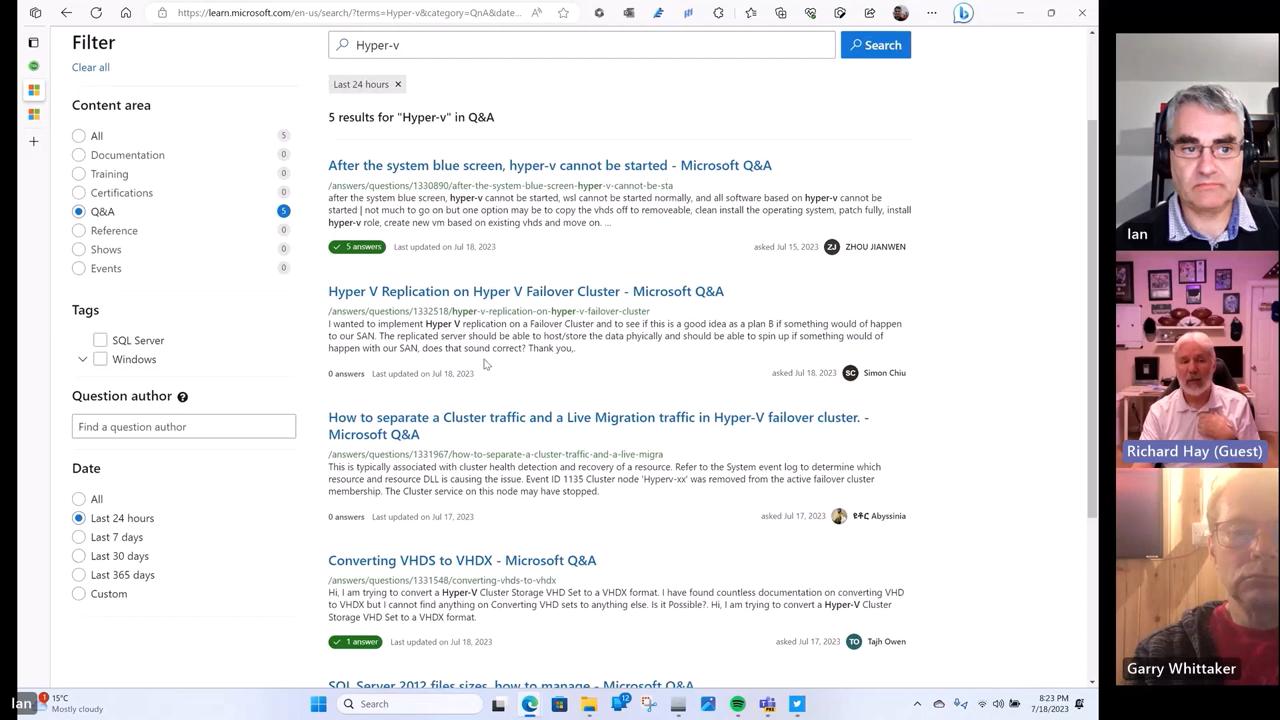 https://learn.microsoft.com/en-us/search/?terms=Hyper-v&category=QnA&date...
Filter
Clear all
Content area
All 5
Documentation 0
Training 0
Certifications 0
Q&A 5
Reference 0
Shows 0
Events 0
Tags
SQL Server
Windows
Question author
Find a question author
Date
All
Last 24 hours
Last 7 days
Last 30 days
Last 365 days
Custom
Hyper-v
Search
Last 24 hours
5 results for "Hyper-v" in Q&A
After the system blue screen, hyper-v cannot be started - Microsoft Q&A
/answers/questions/1330890/after-the-system-blue-screen-hyper-v-cannot-be-sta
after the system blue screen, hyper-v cannot be started, wsl cannot be started normally, and all software based on hyper-v cannot be
started | not much to go on but one option may be to copy the vhds off to removeable, clean install the operating system, patch fully, install
hyper-v role, create new vm based on existing vhds and move on. ...
5 answers Last updated on Jul 18, 2023 asked Jul 15, 2023 ZJ ZHOU JIANWEN
Hyper V Replication on Hyper V Failover Cluster - Microsoft Q&A
/answers/questions/1332518/hyper-v-replication-on-hyper-v-failover-cluster
I wanted to implement Hyper V replication on a Failover Cluster and to see if this is a good idea as a plan B if something would of happen
to our SAN. The replicated server should be able to host/store the data phyically and should be able to spin up if something would of
happen with our SAN, does that sound correct? Thank you,.
0 answers Last updated on Jul 18, 2023 asked Jul 18, 2023 SC Simon Chiu
How to separate a Cluster traffic and a Live Migration traffic in Hyper-V failover cluster. -
Microsoft Q&A
/answers/questions/1331967/how-to-separate-a-cluster-traffic-and-a-live-migra
This is typically associated with cluster health detection and recovery of a resource. Refer to the System event log to determine which
resource and resource DLL is causing the issue. Event ID 1135 Cluster node 'Hyperv-xx' was removed from the active failover cluster
membership. The Cluster service on this node may have stopped.
0 answers Last updated on Jul 17, 2023 asked Jul 17, 2023 Abyssinia
Converting VHDS to VHDX - Microsoft Q&A
/answers/questions/1331548/converting-vhds-to-vhdx
Hi, I am trying to convert a Hyper-V Cluster Storage VHD Set to a VHDX format. I have found countless documentation on converting VHD
to VHDX but I cannot find anything on Converting VHD sets to anything else. Is it Possible?. Hi, I am trying to convert a Hyper-V Cluster
Storage VHD Set to a VHDX format.
1 answer Last updated on Jul 18, 2023 asked Jul 17, 2023 TO Tajh Owen
SQL Server 2012 files size, how to manage - Microsoft Q&A
Ian
Richard Hay (Guest)
Garry Whittaker
Ian
1
15°C
Mostly cloudy
Search
12
8:23 PM
7/18/2023